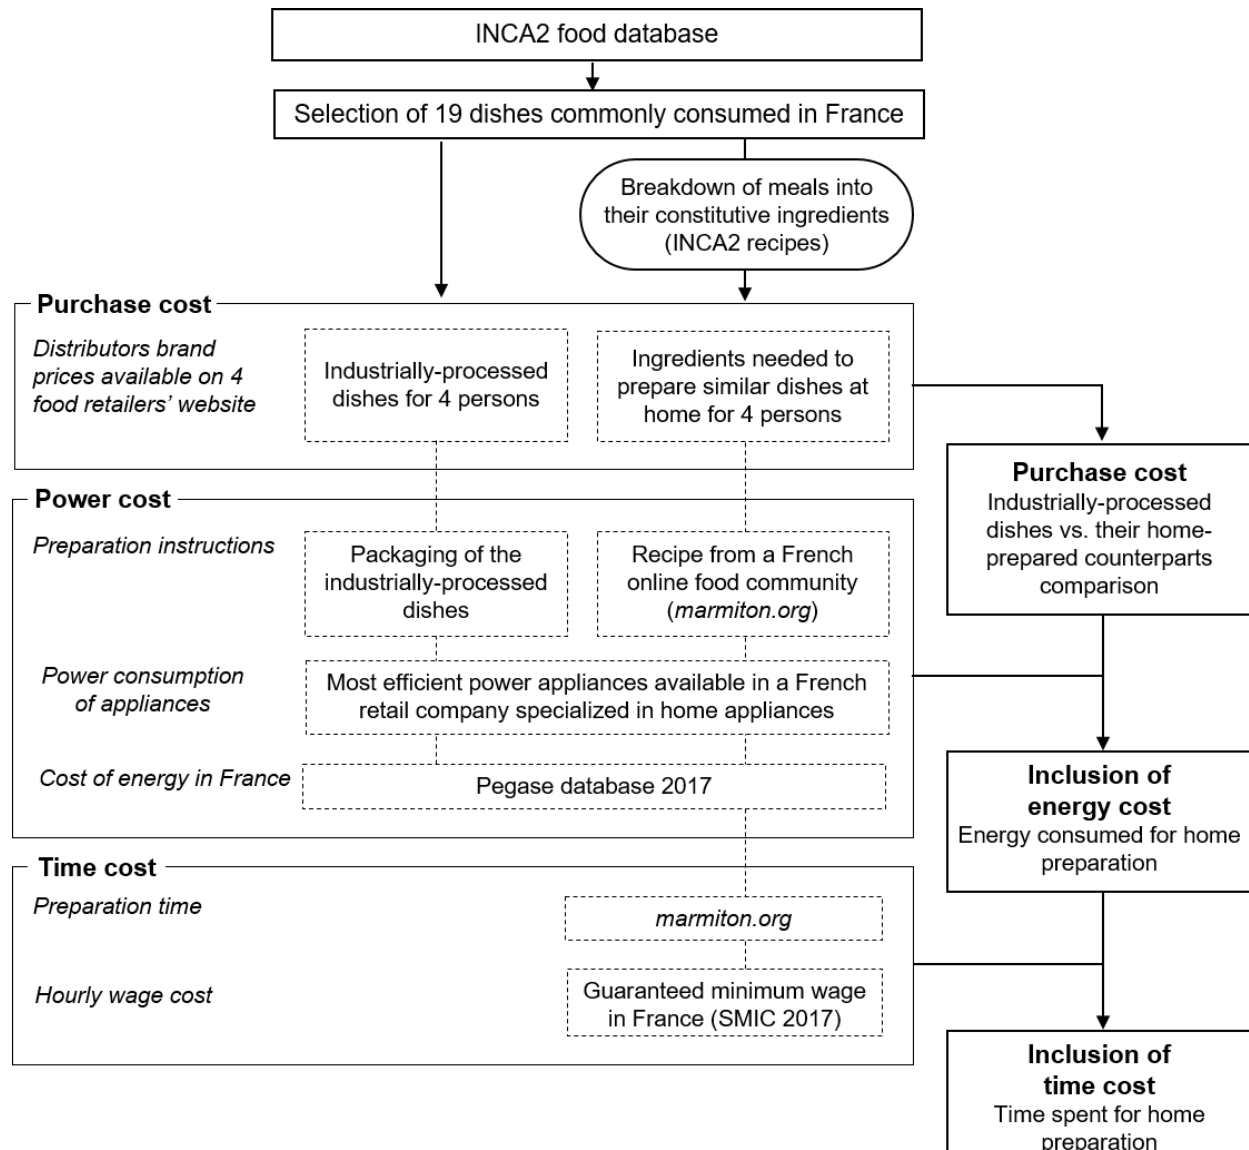 INCA2 food database
Selection of 19 dishes commonly consumed in France
Breakdown of meals into
their constitutive ingredients
(INCA2 recipes)
Purchase cost
Distributors brand
prices available on 4
food retailers’ website
Industrially-processed
dishes for 4 persons
Ingredients needed to
prepare similar dishes at
home for 4 persons
Purchase cost
Industrially-processed
dishes vs. their home-
prepared counterparts
comparison
Power cost
Preparation instructions
Packaging of the
industrially-processed
dishes
Recipe from a French
online food community
(marmiton.org)
Power consumption
of appliances
Most efficient power appliances available in a French
retail company specialized in home appliances
Cost of energy in France
Pegase database 2017
Inclusion of
energy cost
Energy consumed for home
preparation
Time cost
Preparation time
marmiton.org
Hourly wage cost
Guaranteed minimum wage
in France (SMIC 2017)
Inclusion of
time cost
Time spent for home
preparation